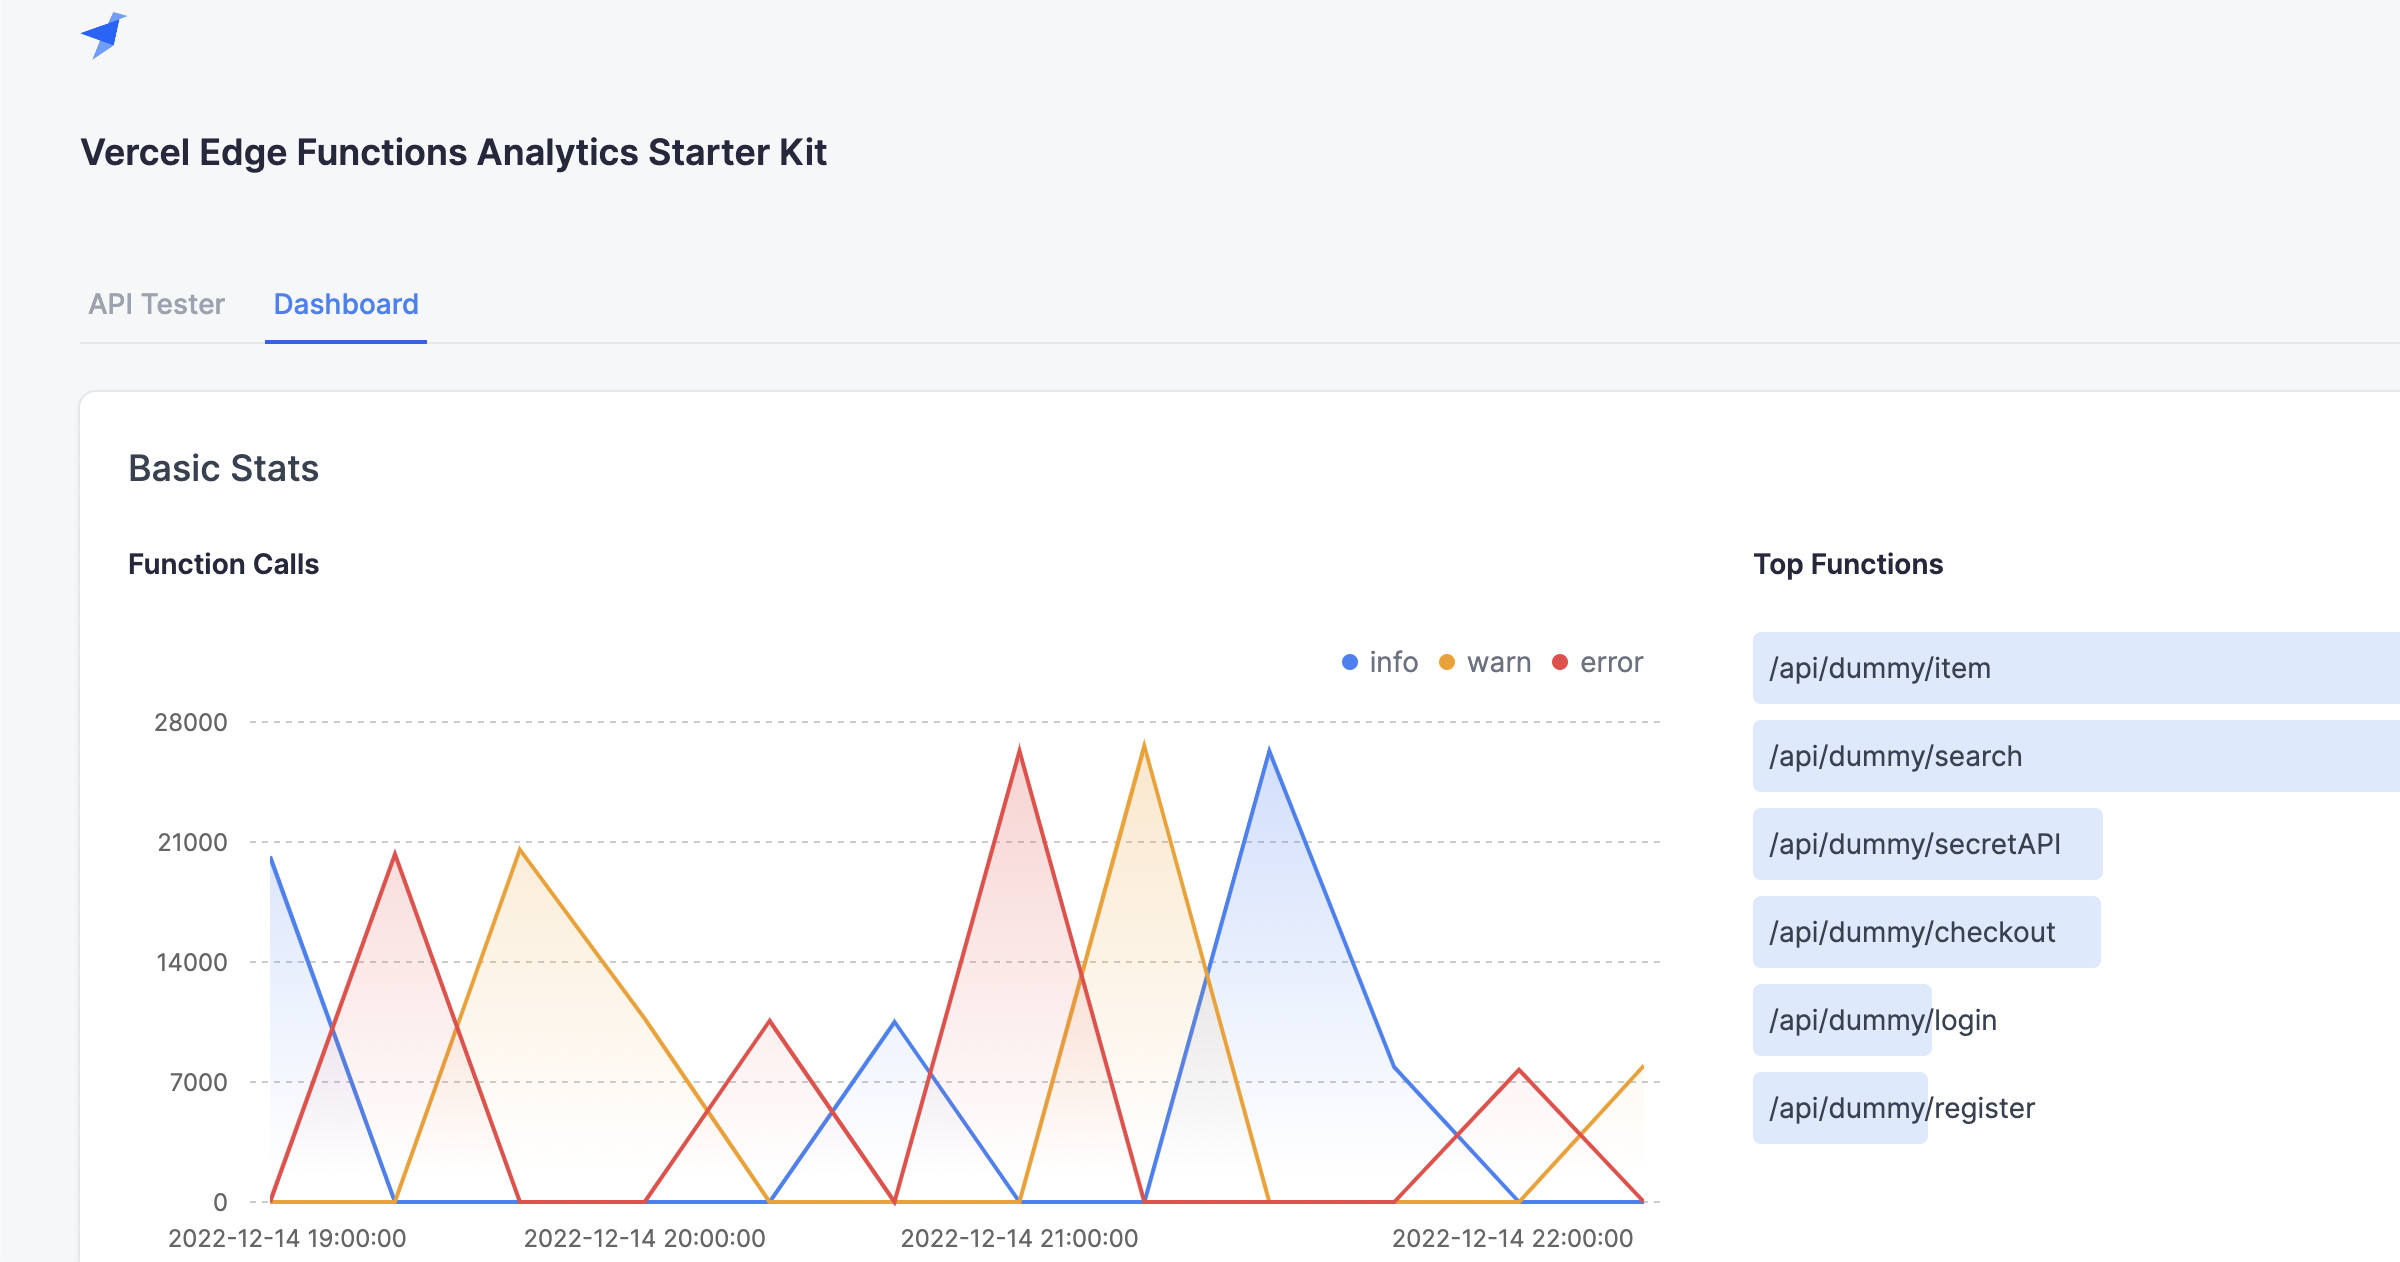 Vercel Edge Functions Analytics Starter Kit
API Tester
Dashboard
Basic Stats
Function Calls
info
warn
error
28000
21000
14000
7000
0
2022-12-14 19:00:00
2022-12-14 20:00:00
2022-12-14 21:00:00
2022-12-14 22:00:00
Top Functions
/api/dummy/item
/api/dummy/search
/api/dummy/secretAPI
/api/dummy/checkout
/api/dummy/login
/api/dummy/register